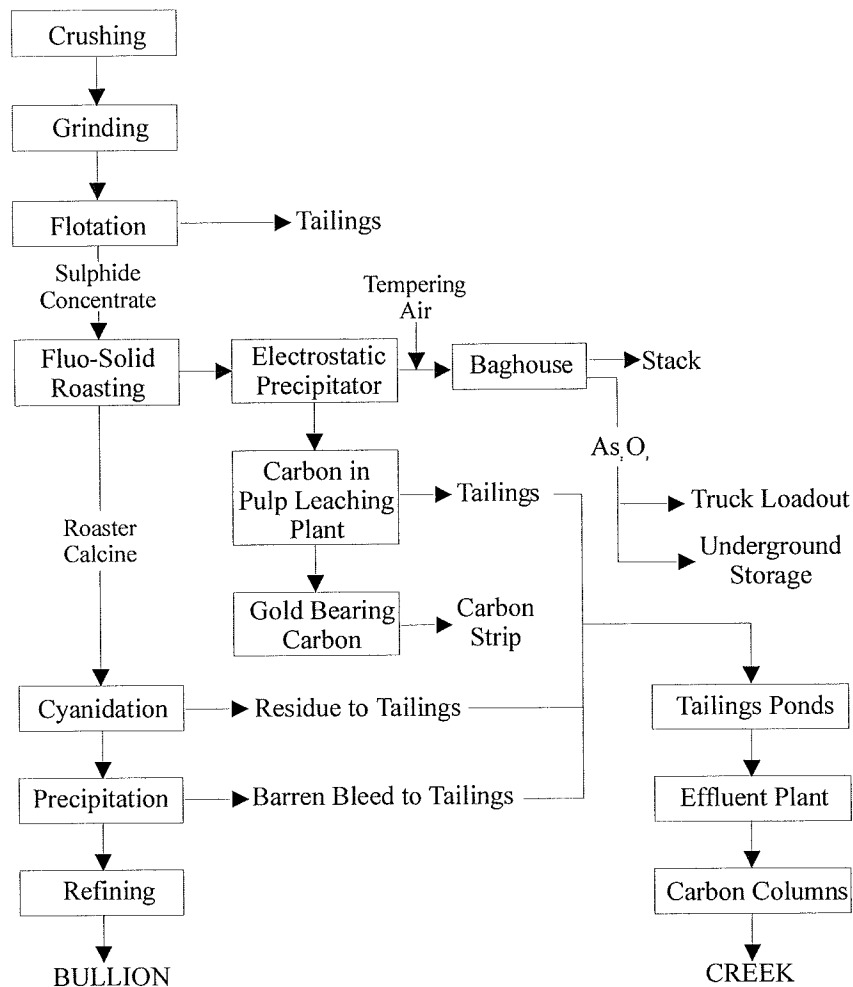 Crushing
Grinding
Flotation
Tailings
Sulphide
Concentrate
Tempering
Air
Fluo-Solid
Roasting
Electrostatic
Precipitator
Baghouse
Stack
As₂O₃
Carbon in
Pulp Leaching
Plant
Tailings
Truck Loadout
Roaster
Calcine
Underground
Storage
Gold Bearing
Carbon
Carbon
Strip
Cyanidation
Residue to Tailings
Tailings Ponds
Precipitation
Barren Bleed to Tailings
Effluent Plant
Refining
Carbon Columns
BULLION
CREEK